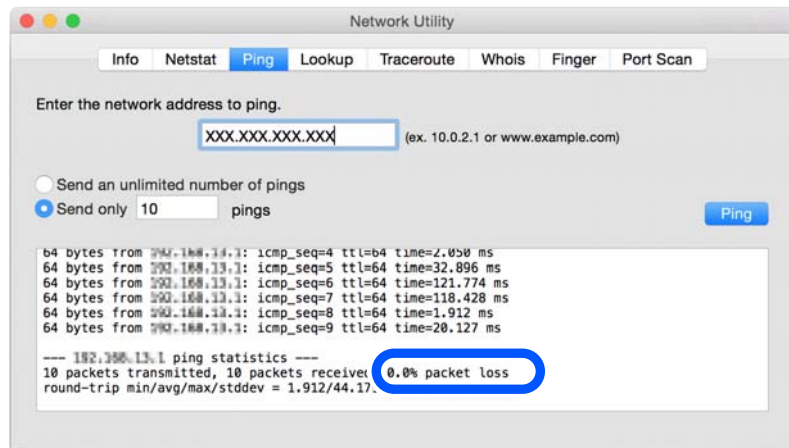 Network Utility
Info Netstat Ping Lookup Traceroute Whois Finger Port Scan
Enter the network address to ping.
XXX.XXX.XXX.XXX (ex. 10.0.2.1 or www.example.com)
Send an unlimited number of pings
Send only 10 pings
Ping
64 bytes from : icmp_seq=4 ttl=64 time=2.050 ms
64 bytes from : icmp_seq=5 ttl=64 time=32.896 ms
64 bytes from : icmp_seq=6 ttl=64 time=121.774 ms
64 bytes from : icmp_seq=7 ttl=64 time=118.428 ms
64 bytes from : icmp_seq=8 ttl=64 time=1.912 ms
64 bytes from : icmp_seq=9 ttl=64 time=20.127 ms
--- ping statistics ---
10 packets transmitted, 10 packets received 0.0% packet loss
round-trip min/avg/max/stddev = 1.912/44.17